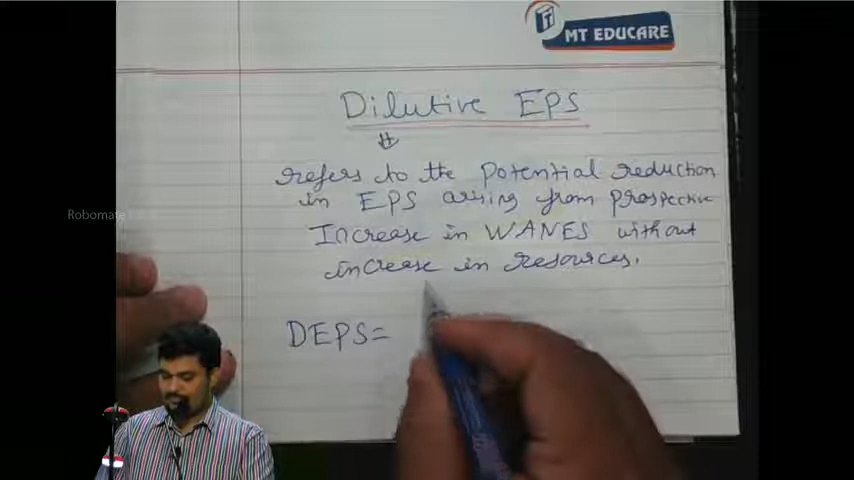 MT EDUCARE
Dilutive EPS
refers to the potential reduction
in EPS arising from prospective
Increase in WANES without
increase in resources.
DEPS=
Robomate